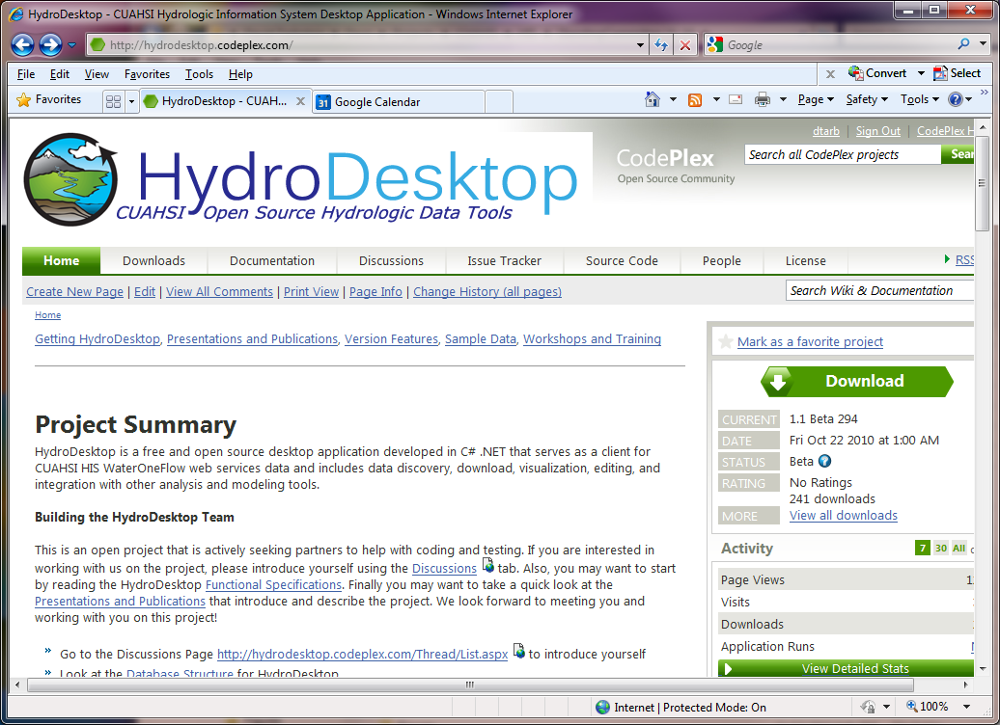 HydroDesktop - CUAHSI Hydrologic Information System Desktop Application - Windows Internet Explorer
http://hydrodesktop.codeplex.com/
Google
File Edit View Favorites Tools Help
Convert Select
Favorites
HydroDesktop - CUAH...
31 Google Calendar
Page Safety Tools
dtarb | Sign Out | CodePlex H
HydroDesktop
CUAHSI Open Source Hydrologic Data Tools
CodePlex
Open Source Community
Search all CodePlex projects
Sear
Home Downloads Documentation Discussions Issue Tracker Source Code People License RSS
Create New Page | Edit | View All Comments | Print View | Page Info | Change History (all pages)
Search Wiki & Documentation
Home
Getting HydroDesktop, Presentations and Publications, Version Features, Sample Data, Workshops and Training
Project Summary
HydroDesktop is a free and open source desktop application developed in C# .NET that serves as a client for
CUAHSI HIS WaterOneFlow web services data and includes data discovery, download, visualization, editing, and
integration with other analysis and modeling tools.
Building the HydroDesktop Team
This is an open project that is actively seeking partners to help with coding and testing. If you are interested in
working with us on the project, please introduce yourself using the Discussions tab. Also, you may want to start
by reading the HydroDesktop Functional Specifications. Finally you may want to take a quick look at the
Presentations and Publications that introduce and describe the project. We look forward to meeting you and
working with you on this project!
» Go to the Discussions Page http://hydrodesktop.codeplex.com/Thread/List.aspx to introduce yourself
» Look at the Database Structure for HydroDesktop
Mark as a favorite project
Download
CURRENT 1.1 Beta 294
DATE Fri Oct 22 2010 at 1:00 AM
STATUS Beta
RATING No Ratings
241 downloads
MORE View all downloads
Activity 7 30 All
Page Views
Visits
Downloads
Application Runs
View Detailed Stats
Internet | Protected Mode: On
100%